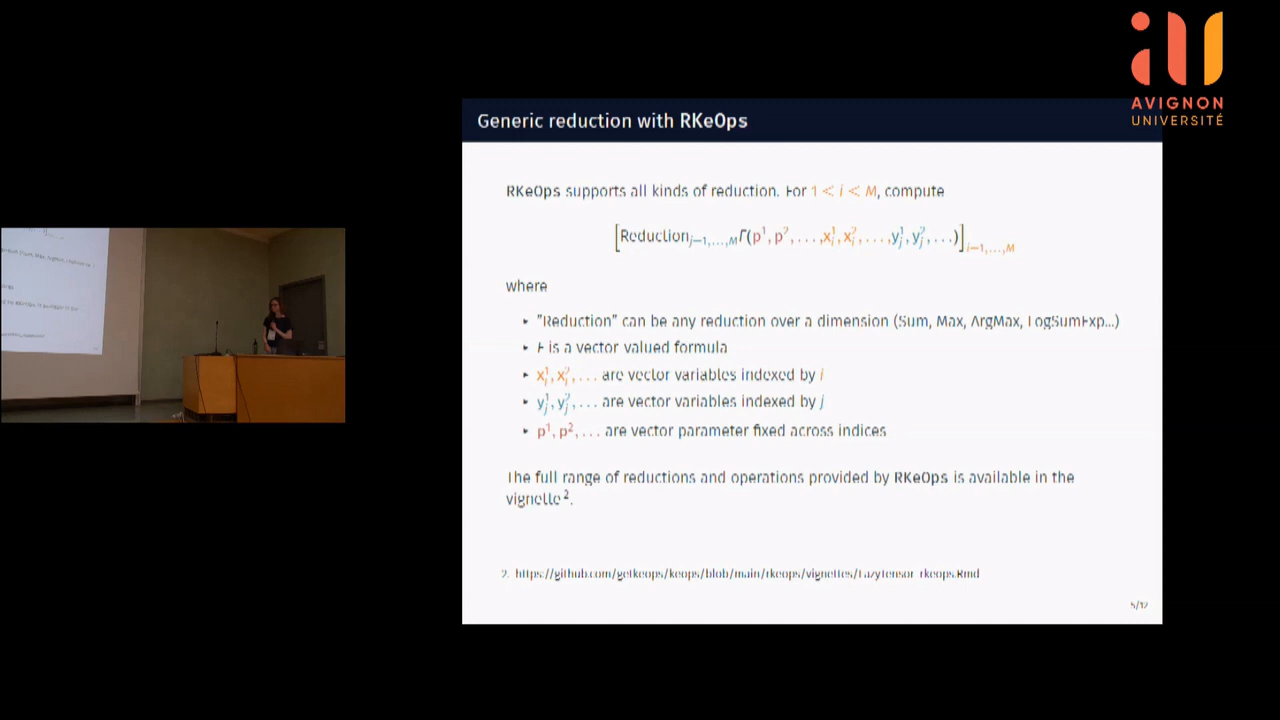 AVIGNON
UNIVERSITÉ
Generic reduction with RKeOps
RKeOps supports all kinds of reduction. For 1 < i < M, compute
[Reduction j=1,...,M F(p¹, p², . . . , x¹ᵢ, x²ᵢ, . . . , y¹ⱼ, y²ⱼ, . . .)] i=1,...,M
where
▸ "Reduction" can be any reduction over a dimension (Sum, Max, ArgMax, LogSumExp...)
▸ F is a vector valued formula
▸ x¹ᵢ, x²ᵢ, . . . are vector variables indexed by i
▸ y¹ⱼ, y²ⱼ, . . . are vector variables indexed by j
▸ p¹, p², . . . are vector parameter fixed across indices
The full range of reductions and operations provided by RKeOps is available in the
vignette².
2. https://github.com/getkeops/keops/blob/main/rkeops/vignettes/LazyTensor_rkeops.Rmd
5/12